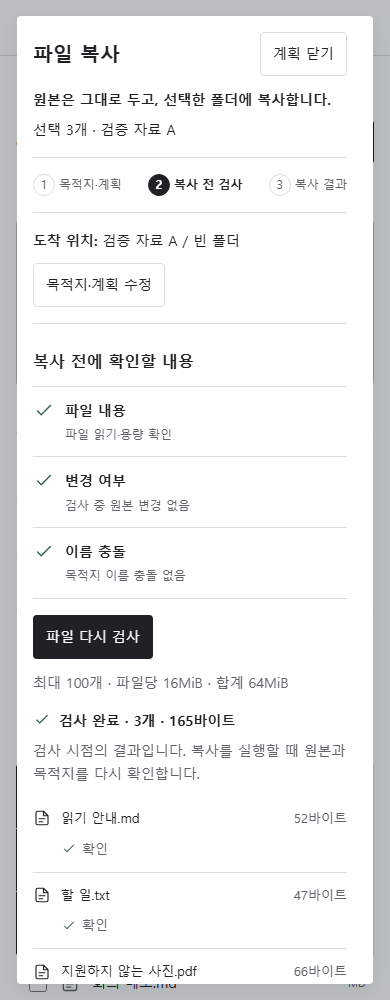 파일 복사
계획 닫기
원본은 그대로 두고, 선택한 폴더에 복사합니다.
선택 3개 · 검증 자료 A
1 목적지·계획
2 복사 전 검사
3 복사 결과
도착 위치: 검증 자료 A / 빈 폴더
목적지·계획 수정
복사 전에 확인할 내용
파일 내용
파일 읽기·용량 확인
변경 여부
검사 중 원본 변경 없음
이름 충돌
목적지 이름 충돌 없음
파일 다시 검사
최대 100개 · 파일당 16MiB · 합계 64MiB
검사 완료 · 3개 · 165바이트
검사 시점의 결과입니다. 복사를 실행할 때 원본과
목적지를 다시 확인합니다.
읽기 안내.md
52바이트
확인
할 일.txt
47바이트
확인
지원하지 않는 사진.pdf
66바이트